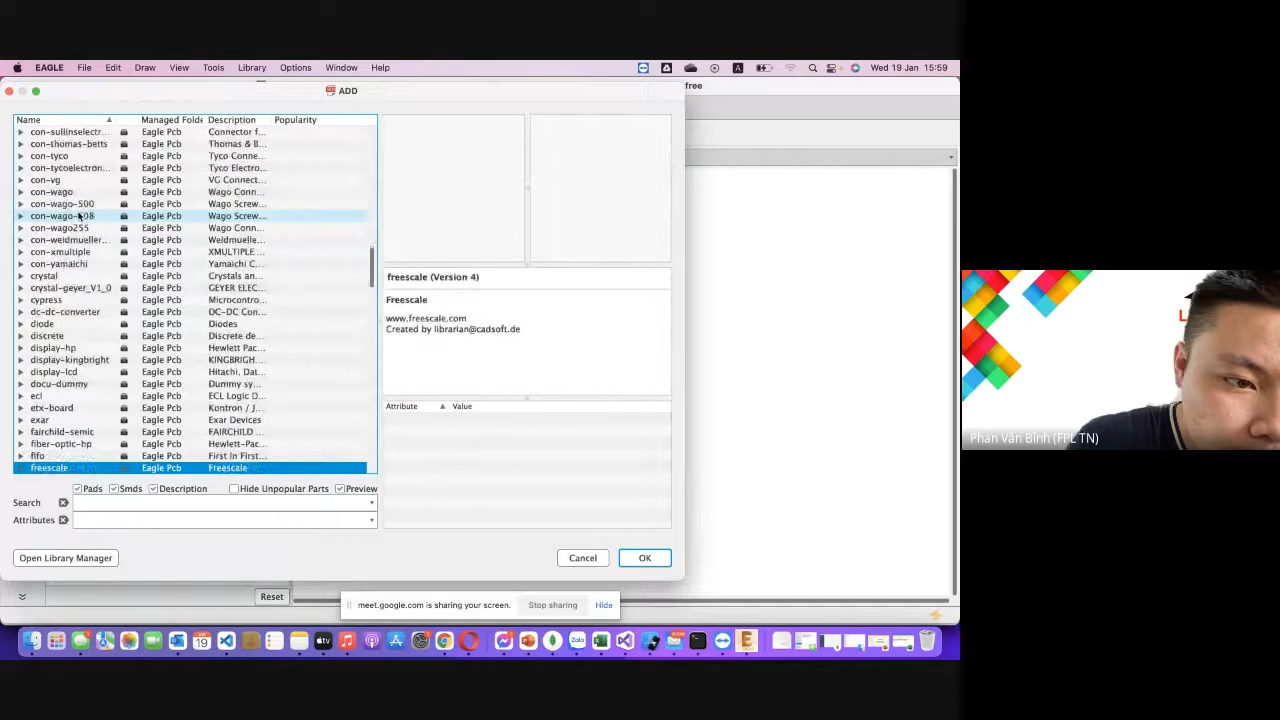 EAGLE File Edit Draw View Tools Library Options Window Help A Wed 19 Jan 15:59
free
ADD
Name Managed Folde Description Popularity
con-sullinselectr... Eagle Pcb Connector f...
con-thomas-betts Eagle Pcb Thomas & B...
con-tyco Eagle Pcb Tyco Conne...
con-tycoelectron... Eagle Pcb Tyco Electro...
con-vg Eagle Pcb VG Connect...
con-wago Eagle Pcb Wago Conn...
con-wago-500 Eagle Pcb Wago Screw...
Eagle Pcb Wago Screw...
con-wago255 Eagle Pcb Wago Conn...
con-weidmueller... Eagle Pcb Weidmuelle...
con-xmultiple Eagle Pcb XMULTIPLE ...
con-yamaichi Eagle Pcb Yamaichi C...
crystal Eagle Pcb Crystals an...
crystal-geyer_V1_0 Eagle Pcb GEYER ELEC...
cypress Eagle Pcb Microcontro...
dc-dc-converter Eagle Pcb DC-DC Con...
diode Eagle Pcb Diodes
discrete Eagle Pcb Discrete de...
display-hp Eagle Pcb Hewlett Pac...
display-kingbright Eagle Pcb KINGBRIGH...
display-lcd Eagle Pcb Hitachi, Dat...
docu-dummy Eagle Pcb Dummy sy...
ecl Eagle Pcb ECL Logic D...
etx-board Eagle Pcb Kontron / J...
exar Eagle Pcb Exar Devices
fairchild-semic Eagle Pcb FAIRCHILD ...
fiber-optic-hp Eagle Pcb Hewlett-Pac...
fifo Eagle Pcb First In First...
freescale Eagle Pcb Freescale
freescale (Version 4)
Freescale
www.freescale.com
Created by librarian@cadsoft.de
Attribute Value
Pads Smds Description Hide Unpopular Parts Preview
Search
Attributes
Open Library Manager Cancel OK
Reset
meet.google.com is sharing your screen. Stop sharing Hide
Phan Văn Bình (FPL TN)